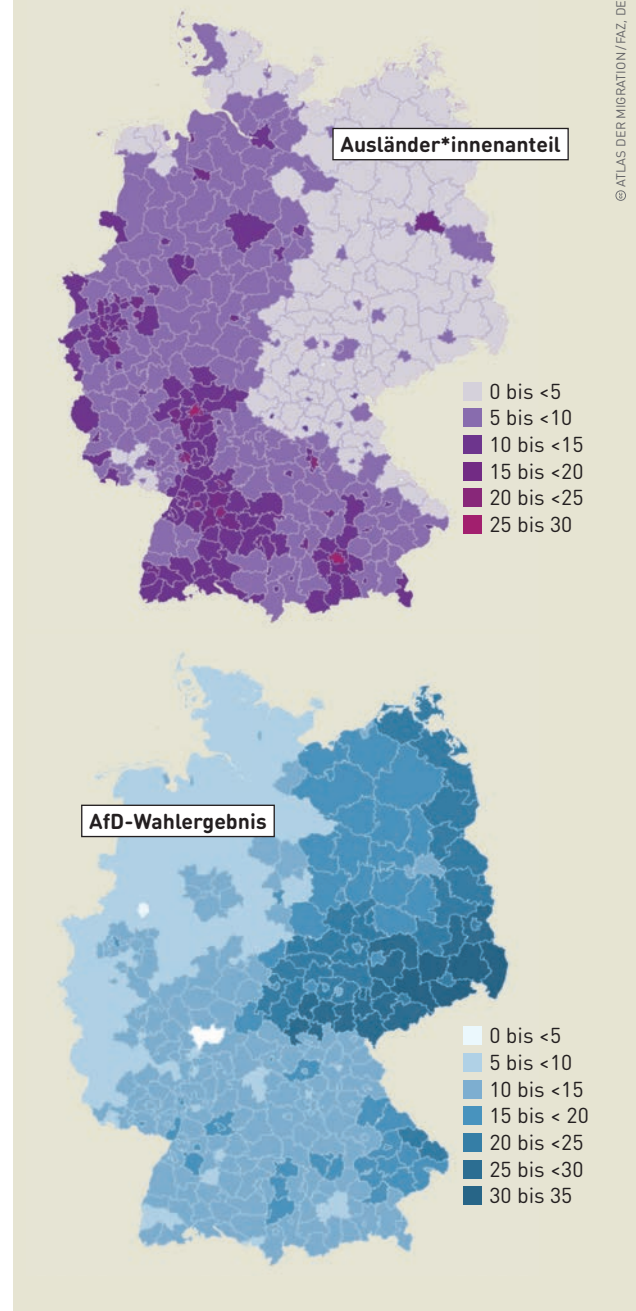 © ATLAS DER MIGRATION / FAZ, DE
Ausländer*innenanteil
0 bis <5
5 bis <10
10 bis <15
15 bis <20
20 bis <25
25 bis 30
AfD-Wahlergebnis
0 bis <5
5 bis <10
10 bis <15
15 bis < 20
20 bis <25
25 bis <30
30 bis 35